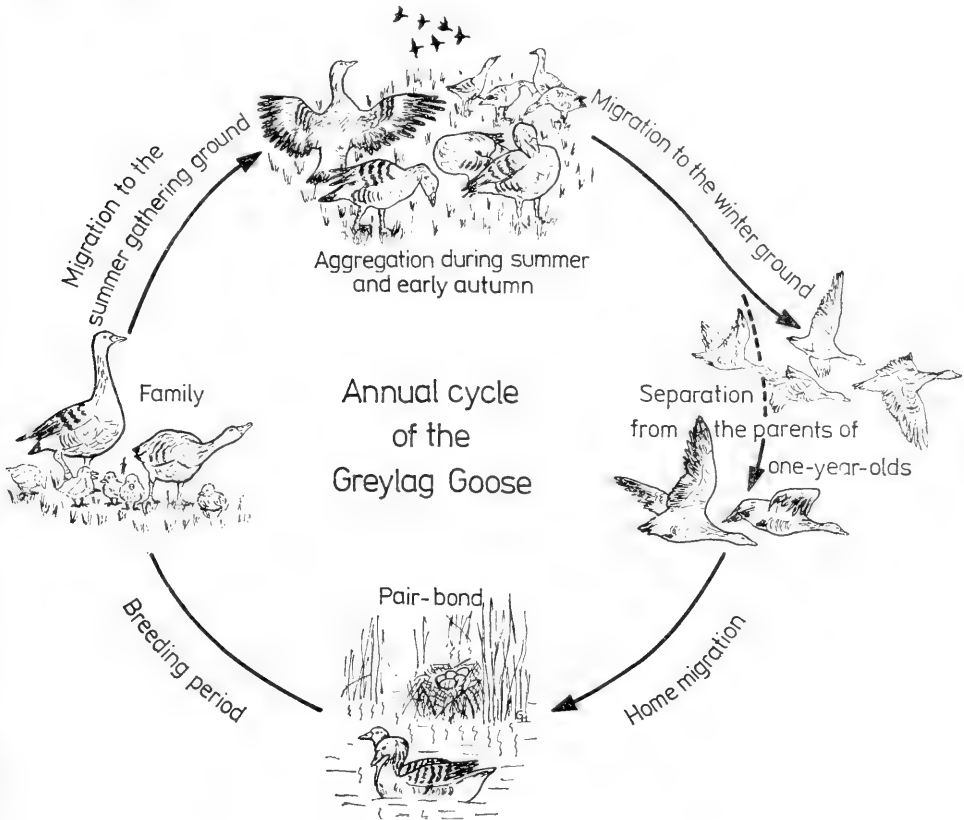 Migration to the
summer gathering ground
Migration to the winter ground
Aggregation during summer
and early autumn
Family
Annual cycle
of the
Greylag Goose
Separation
from the parents of
one-year-olds
Pair-bond
Breeding period
Home migration